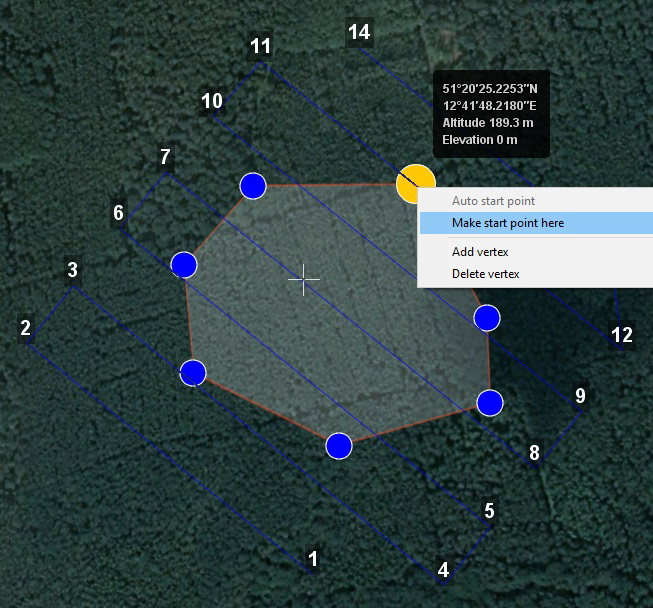 14
11
10
7
6
3
2
51°20'25.2253"N
12°41'48.2180"E
Altitude 189.3 m
Elevation 0 m
Auto start point
Make start point here
Add vertex
Delete vertex
12
9
8
5
4
1